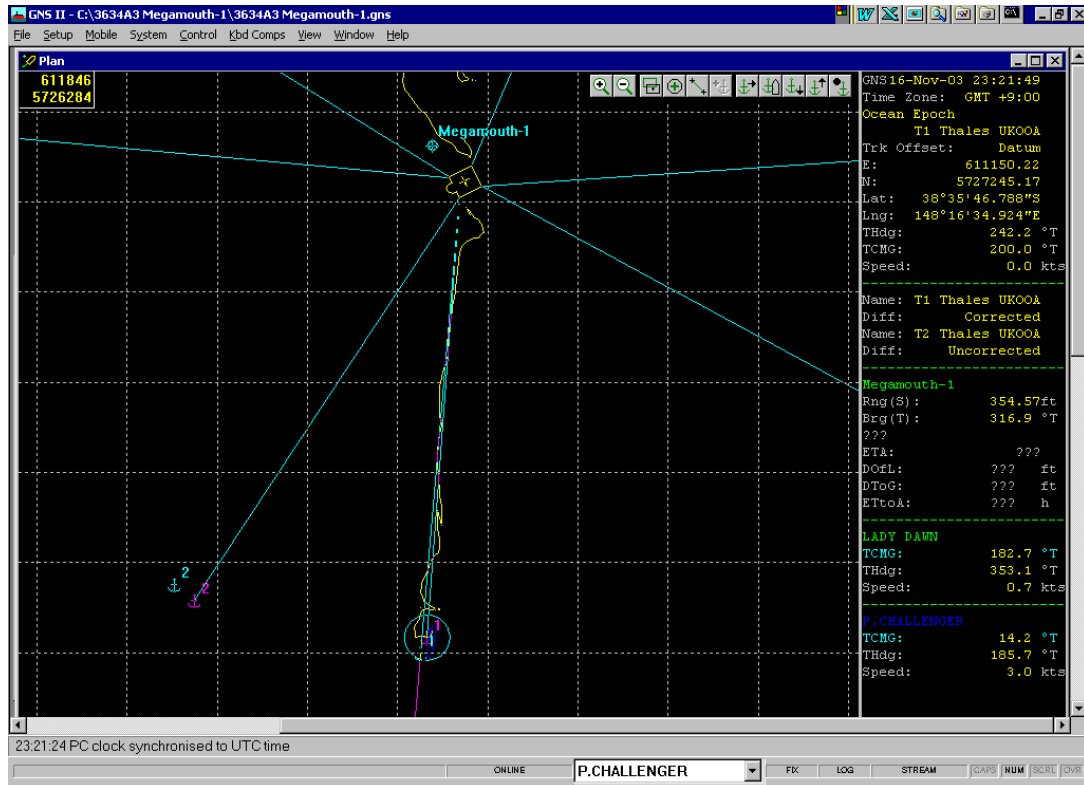 GNS II - C:\3634A3 Megamouth-1\3634A3 Megamouth-1.gns
File Setup Mobile System Control Kbd Comps View Window Help
Plan
611846
5726284
Megamouth-1
2
2
1
GNS 16-Nov-03 23:21:49
Time Zone: GMT +9:00
Ocean Epoch
T1 Thales UKOOA
Trk Offset: Datum
E: 611150.22
N: 5727245.17
Lat: 38°35'46.788"S
Lng: 148°16'34.924"E
THdg: 242.2 °T
TCMG: 200.0 °T
Speed: 0.0 kts
Name: T1 Thales UKOOA
Diff: Corrected
Name: T2 Thales UKOOA
Diff: Uncorrected
Megamouth-1
Rng(S): 354.57ft
Brg(T): 316.9 °T
???
ETA: ???
DOfL: ??? ft
DToG: ??? ft
ETtoA: ??? h
LADY DAWN
TCMG: 182.7 °T
THdg: 353.1 °T
Speed: 0.7 kts
P.CHALLENGER
TCMG: 14.2 °T
THdg: 185.7 °T
Speed: 3.0 kts
23:21:24 PC clock synchronised to UTC time
ONLINE P.CHALLENGER FIX LOG STREAM CAPS NUM SCRL OVR